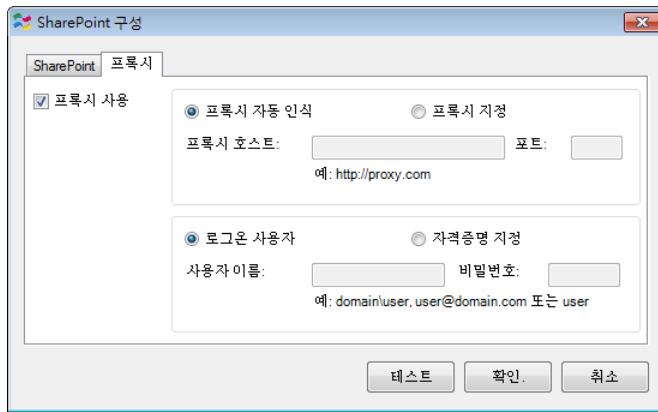 SharePoint 구성
SharePoint 프록시
프록시 사용
프록시 자동 인식 프록시 지정
프록시 호스트: 포트:
예: http://proxy.com
로그온 사용자 자격증명 지정
사용자 이름: 비밀번호:
예: domain\user, user@domain.com 또는 user
테스트 확인. 취소